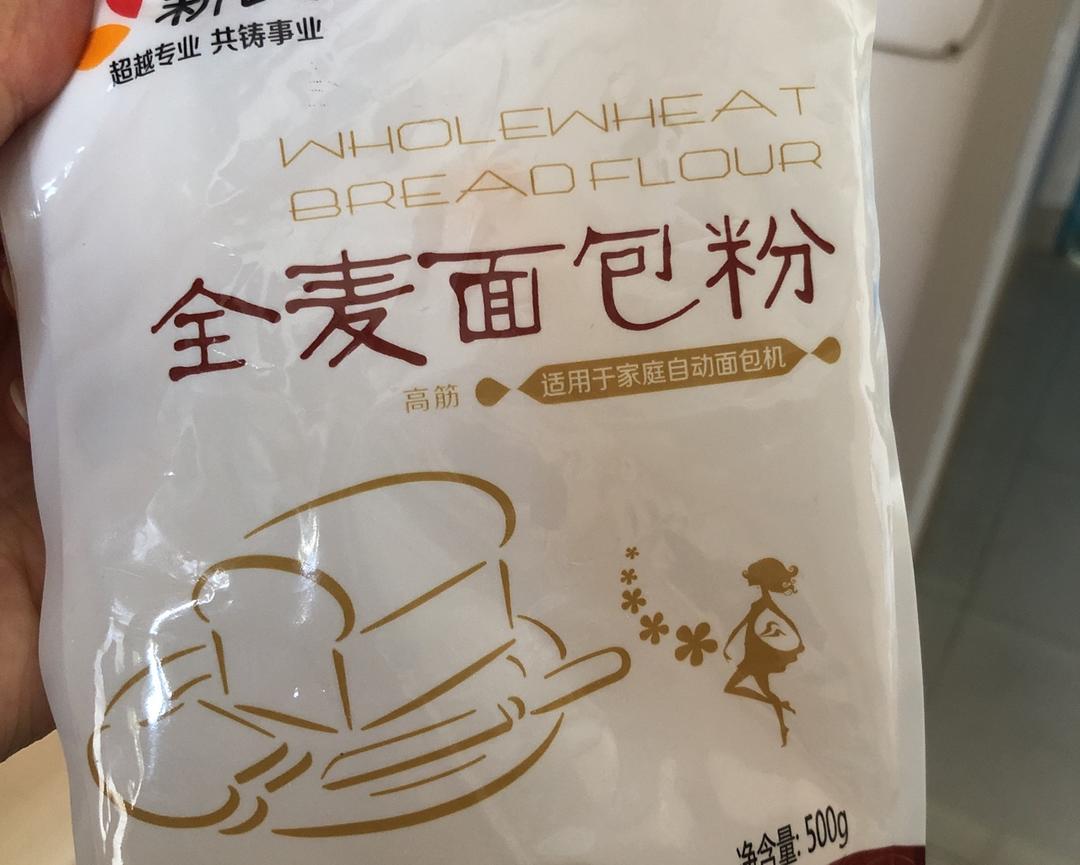 新
超越专业 共铸事业
WHOLEWHEAT
BREAD FLOUR
全麦面包粉
高筋 适用于家庭自动面包机
净含量: 500g